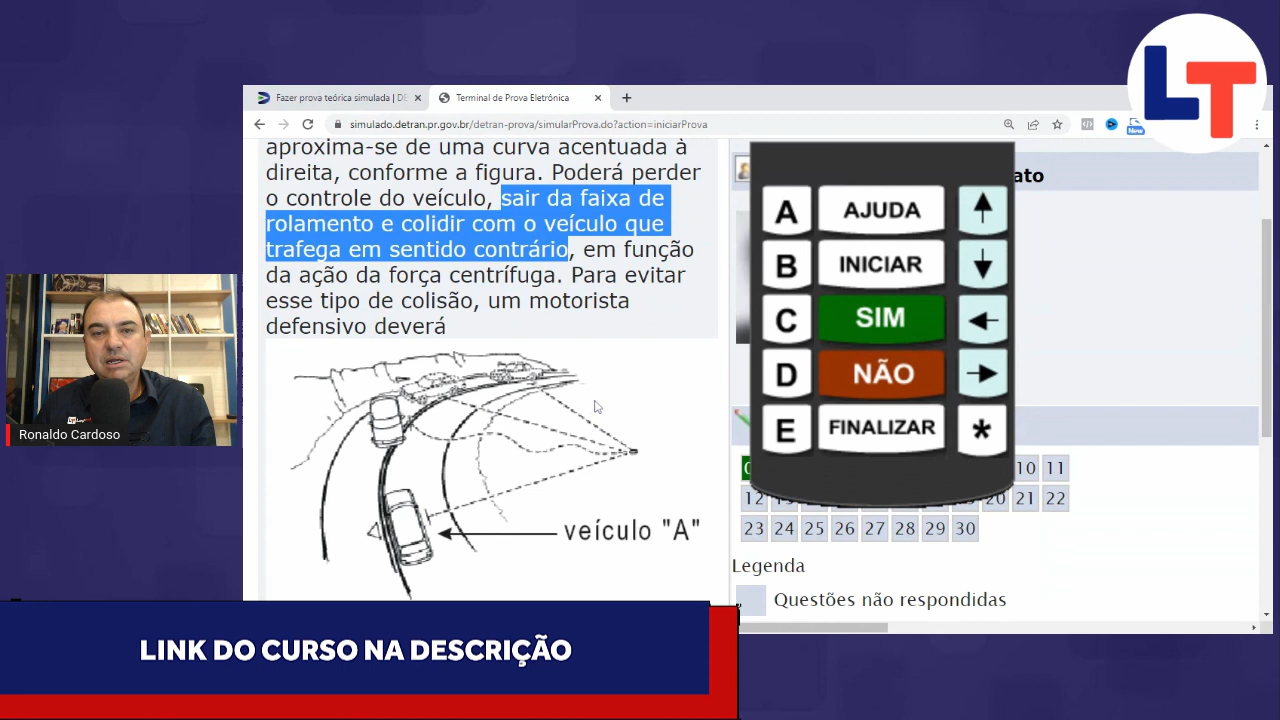 LT
Fazer prova teórica simulada | DE
Terminal de Prova Eletrônica
simulado.detran.pr.gov.br/detran-prova/simularProva.do?action=iniciarProva
New
aproxima-se de uma curva acentuada à
direita, conforme a figura. Poderá perder
o controle do veículo, sair da faixa de
rolamento e colidir com o veículo que
trafega em sentido contrário, em função
da ação da força centrífuga. Para evitar
esse tipo de colisão, um motorista
defensivo deverá
veículo "A"
ato
A AJUDA
B INICIAR
C SIM
D NÃO
E FINALIZAR *
10 11
12 20 21 22
23 24 25 26 27 28 29 30
Legenda
Questões não respondidas
Ronaldo Cardoso
LINK DO CURSO NA DESCRIÇÃO